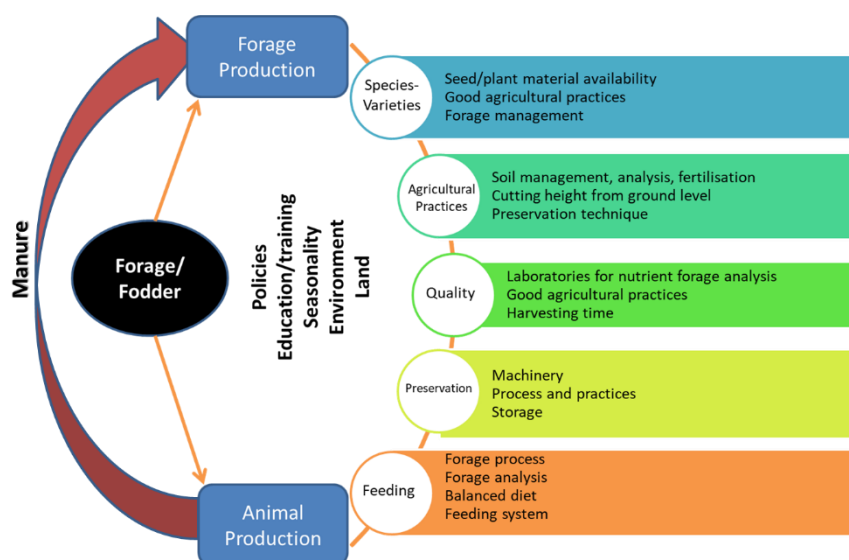 Forage
Production
Species-
Varieties
Seed/plant material availability
Good agricultural practices
Forage management
Agricultural
Practices
Soil management, analysis, fertilisation
Cutting height from ground level
Preservation technique
Manure
Forage/
Fodder
Policies
Education/training
Seasonality
Environment
Land
Quality
Laboratories for nutrient forage analysis
Good agricultural practices
Harvesting time
Preservation
Machinery
Process and practices
Storage
Feeding
Forage process
Forage analysis
Balanced diet
Feeding system
Animal
Production